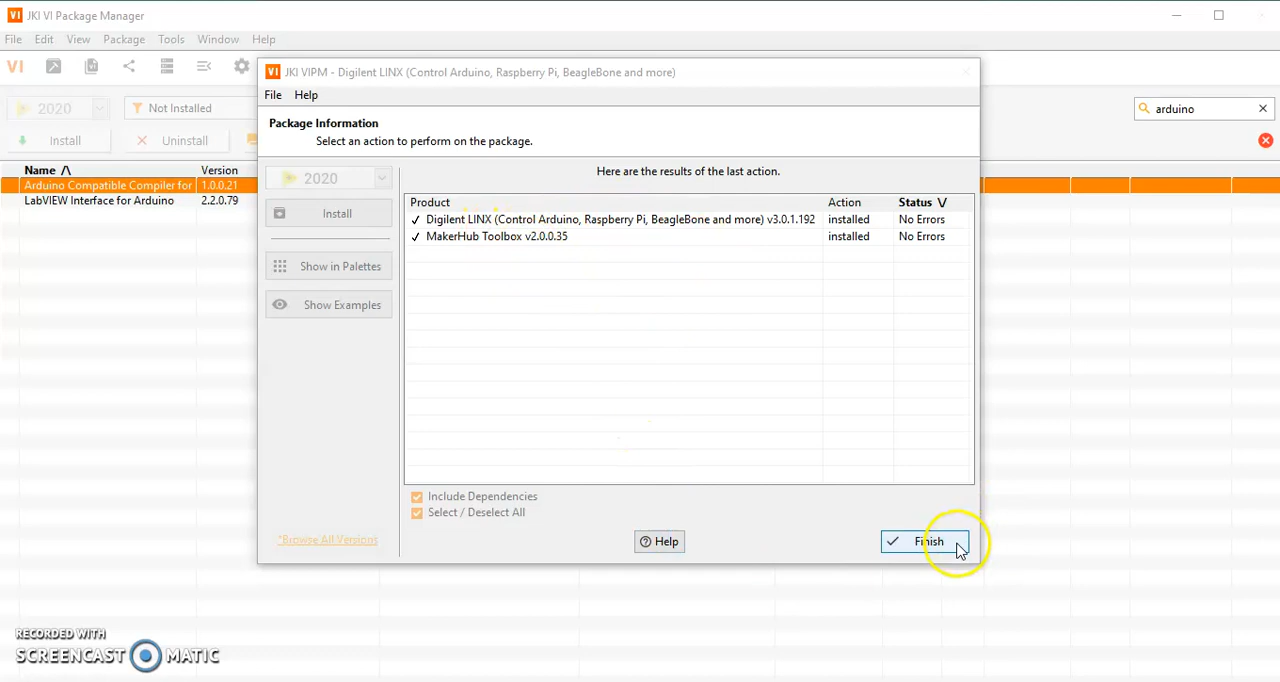 VI JKI VI Package Manager
File Edit View Package Tools Window Help
VI
2020 Not Installed arduino
Install Uninstall
Name /\ Version
Arduino Compatible Compiler for 1.0.0.21
LabVIEW Interface for Arduino 2.2.0.79
VI JKI VIPM - Digilent LINX (Control Arduino, Raspberry Pi, BeagleBone and more)
File Help
Package Information
Select an action to perform on the package.
2020
Install
Show in Palettes
Show Examples
*Browse All Versions
Here are the results of the last action.
Product Action Status V
✓ Digilent LINX (Control Arduino, Raspberry Pi, BeagleBone and more) v3.0.1.192 installed No Errors
✓ MakerHub Toolbox v2.0.0.35 installed No Errors
Include Dependencies
Select / Deselect All
Help Finish
RECORDED WITH
SCREENCAST MATIC